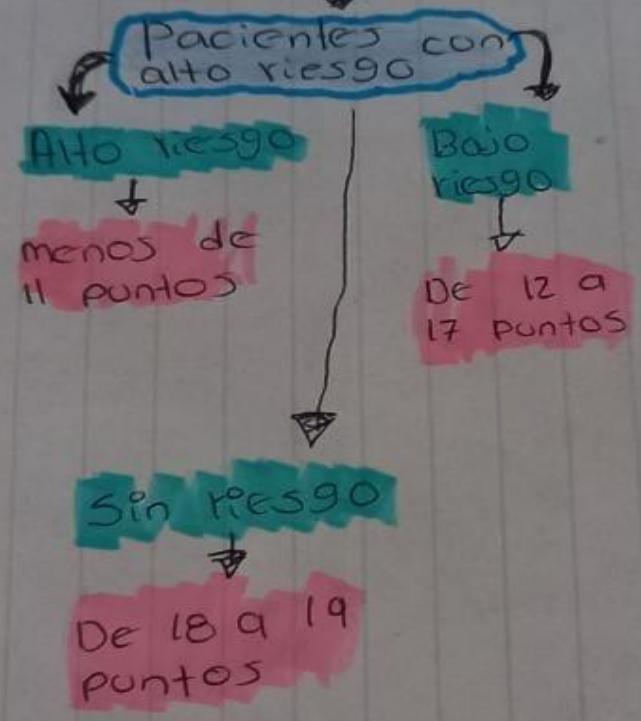 Pacientes con
alto riesgo
Alto riesgo
menos de
11 puntos
Bajo
riesgo
De 12 a
17 puntos
Sin riesgo
De 18 a 19
puntos